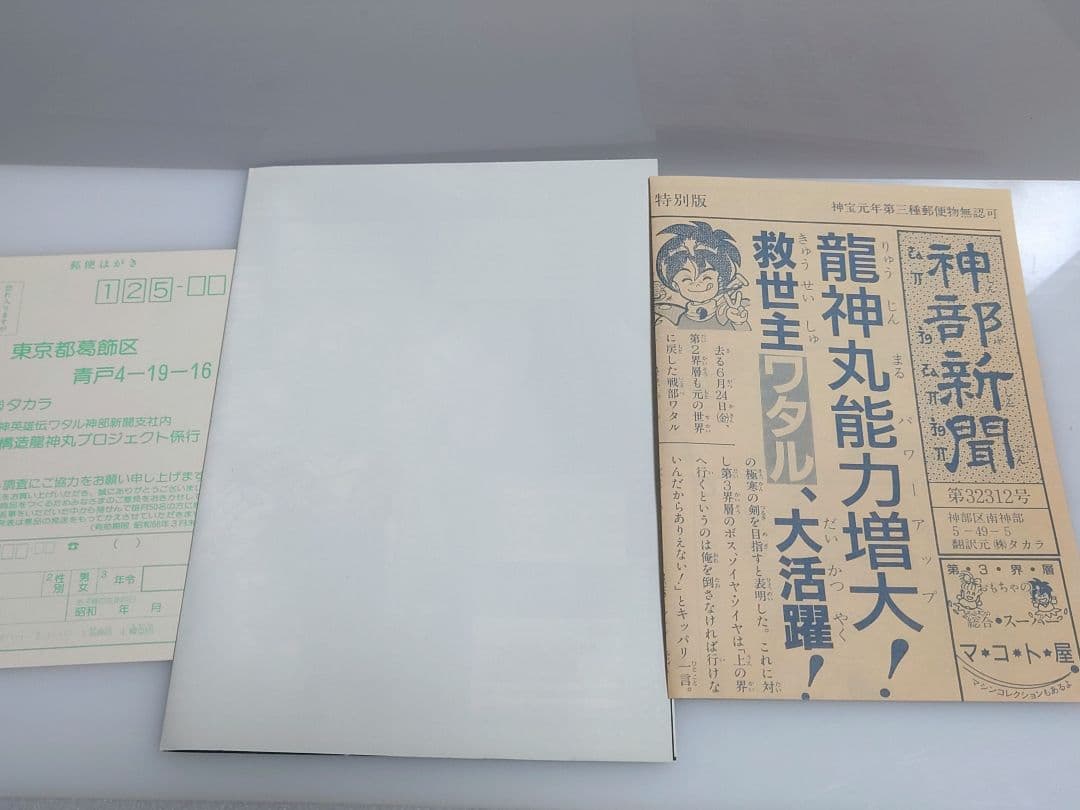 郵便はがき
125-
東京都葛飾区
青戸4-19-16
タカラ
神英雄伝ワタル神部新聞支社内
構造龍神丸プロジェクト係行
調査にご協力をお願い申し上げます
2性別
男
女
3
年令
昭和 年 月
特別版
神宝元年第三種郵便物無認可
神部新聞
第32312号
神部区南神部
5-49-5
翻訳元㈱タカラ
第・3・界・層
おもちゃの
総合・スーパー
マ・コ・ト・屋
マシンコレクションもあるよ
龍神丸能力増大!
りゅう じん まる パワーアップ
救世主ワタル、大活躍!
きゅう せい しゅ だい かつ やく
去る6月24日(金)
第2界層も元の世界
に戻した戦部ワタル
の極寒の剣を目指すと表明した。これに対
し第3界層のボス、ソイヤ・ソイヤは「上の界
へ行くというのは俺を倒さなければ行けな
いんだからありえない!」とキッパリ一言。